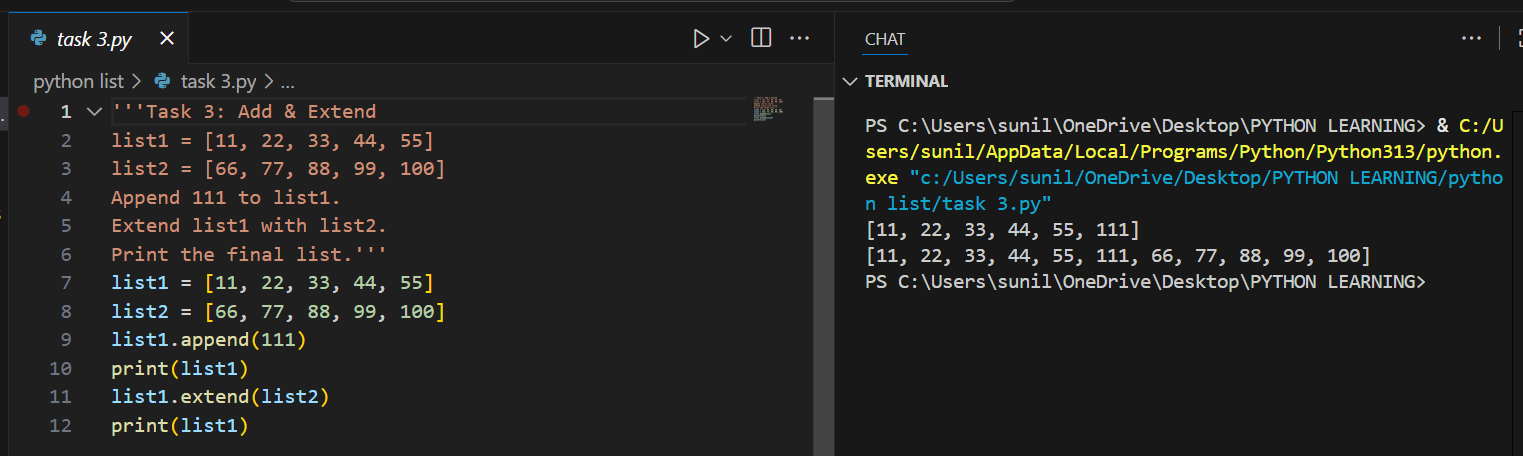 task 3.py
python list > task 3.py > ...
1 '''Task 3: Add & Extend
2 list1 = [11, 22, 33, 44, 55]
3 list2 = [66, 77, 88, 99, 100]
4 Append 111 to list1.
5 Extend list1 with list2.
6 Print the final list.'''
7 list1 = [11, 22, 33, 44, 55]
8 list2 = [66, 77, 88, 99, 100]
9 list1.append(111)
10 print(list1)
11 list1.extend(list2)
12 print(list1)
CHAT
TERMINAL
PS C:\Users\sunil\OneDrive\Desktop\PYTHON LEARNING> & C:/U
sers/sunil/AppData/Local/Programs/Python/Python313/python.
exe "c:/Users/sunil/OneDrive/Desktop/PYTHON LEARNING/pytho
n list/task 3.py"
[11, 22, 33, 44, 55, 111]
[11, 22, 33, 44, 55, 111, 66, 77, 88, 99, 100]
PS C:\Users\sunil\OneDrive\Desktop\PYTHON LEARNING>